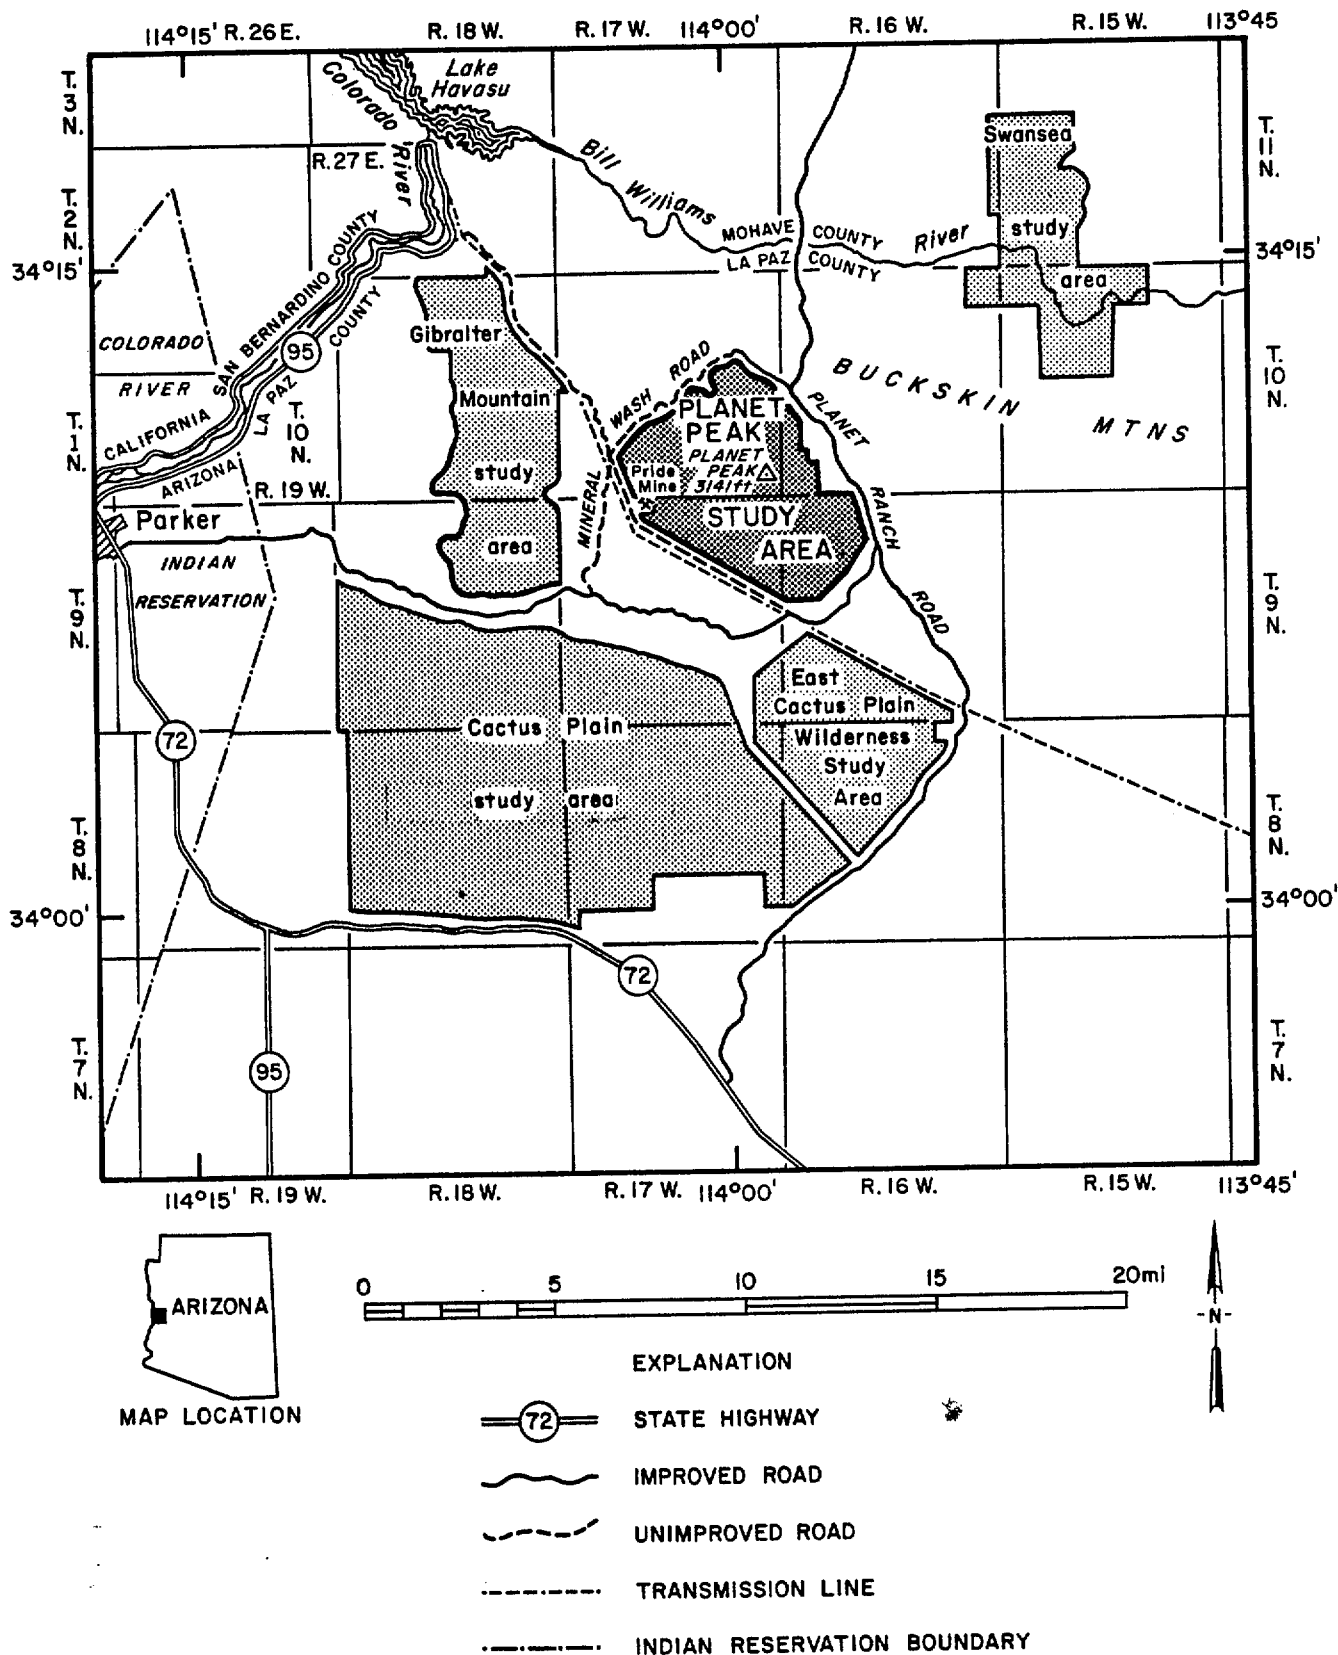 114°15' R.26 E. R.18 W. R.17 W. 114°00' R.16 W. R.15 W. 113°45'
T.
3
N.
Colorado
River
Lake
Havasu
T.
11
N.
R.27 E.
Bill
Williams
River
Swansea
study
area
T.
2
N.
MOHAVE COUNTY
LA PAZ COUNTY
34°15'
34°15'
SAN BERNARDINO COUNTY
LA PAZ COUNTY
95
COLORADO
RIVER
CALIFORNIA
ARIZONA
T.
1
N.
T.
10
N.
Gibralter
Mountain
study
area
MINERAL WASH ROAD
PLANET
PEAK
PLANET
PEAK
3141 ft
Pride
Mine
STUDY
AREA
PLANET RANCH ROAD
BUCKSKIN
MTNS
T.
10
N.
R. 19 W.
Parker
INDIAN
RESERVATION
T.
9
N.
T.
9
N.
East
Cactus Plain
Wilderness
Study
Area
Cactus Plain
study area
72
T.
8
N.
T.
8
N.
34°00'
34°00'
72
T.
7
N.
95
T.
7
N.
114°15' R.19 W. R.18 W. R.17 W. 114°00' R.16 W. R.15 W. 113°45'
ARIZONA
MAP LOCATION
0 5 10 15 20mi
N
EXPLANATION
72 STATE HIGHWAY
IMPROVED ROAD
UNIMPROVED ROAD
TRANSMISSION LINE
INDIAN RESERVATION BOUNDARY